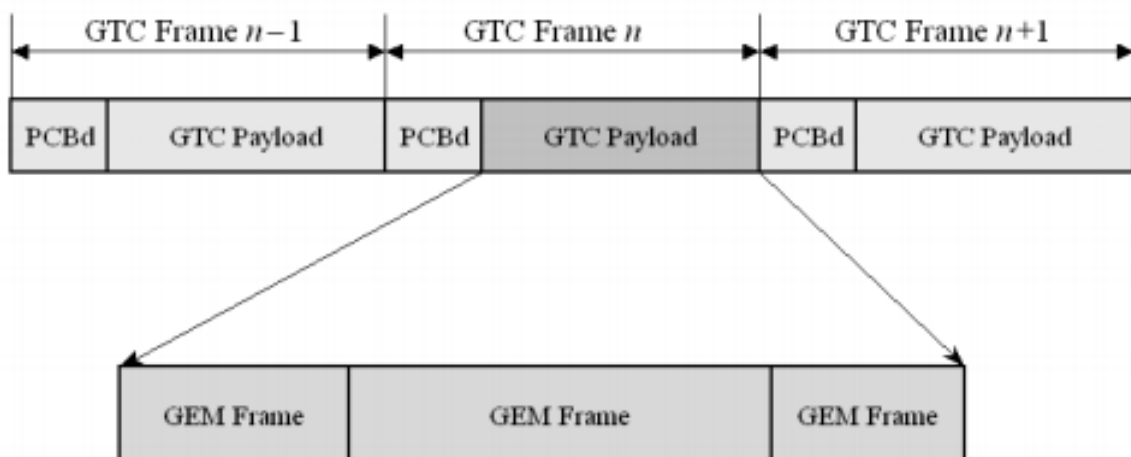 GTC Frame n−1 GTC Frame n GTC Frame n+1
PCBd GTC Payload PCBd GTC Payload PCBd GTC Payload
GEM Frame GEM Frame GEM Frame